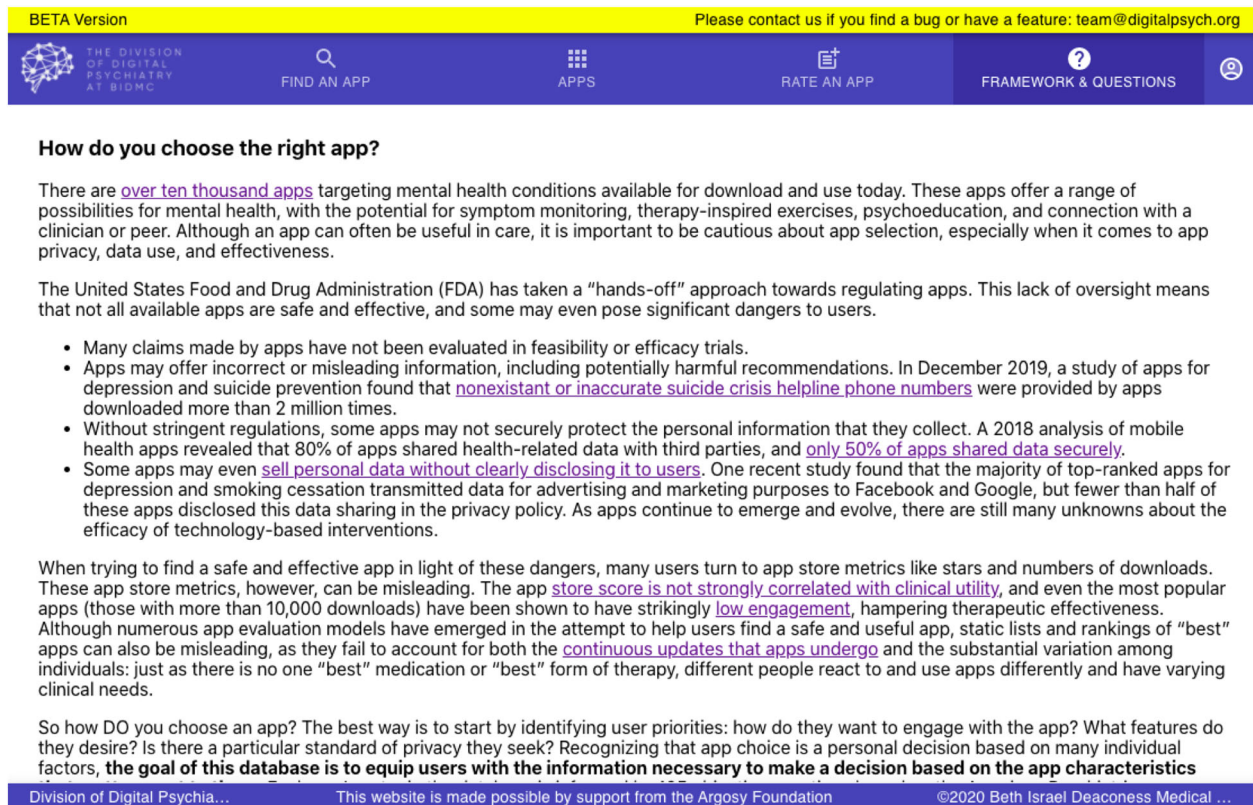 BETA Version
Please contact us if you find a bug or have a feature: team@digitalpsych.org
THE DIVISION
OF DIGITAL
PSYCHIATRY
AT BIDMC
FIND AN APP
APPS
RATE AN APP
FRAMEWORK & QUESTIONS
How do you choose the right app?
There are over ten thousand apps targeting mental health conditions available for download and use today. These apps offer a range of
possibilities for mental health, with the potential for symptom monitoring, therapy-inspired exercises, psychoeducation, and connection with a
clinician or peer. Although an app can often be useful in care, it is important to be cautious about app selection, especially when it comes to app
privacy, data use, and effectiveness.
The United States Food and Drug Administration (FDA) has taken a “hands-off” approach towards regulating apps. This lack of oversight means
that not all available apps are safe and effective, and some may even pose significant dangers to users.
• Many claims made by apps have not been evaluated in feasibility or efficacy trials.
• Apps may offer incorrect or misleading information, including potentially harmful recommendations. In December 2019, a study of apps for
depression and suicide prevention found that nonexistant or inaccurate suicide crisis helpline phone numbers were provided by apps
downloaded more than 2 million times.
• Without stringent regulations, some apps may not securely protect the personal information that they collect. A 2018 analysis of mobile
health apps revealed that 80% of apps shared health-related data with third parties, and only 50% of apps shared data securely.
• Some apps may even sell personal data without clearly disclosing it to users. One recent study found that the majority of top-ranked apps for
depression and smoking cessation transmitted data for advertising and marketing purposes to Facebook and Google, but fewer than half of
these apps disclosed this data sharing in the privacy policy. As apps continue to emerge and evolve, there are still many unknowns about the
efficacy of technology-based interventions.
When trying to find a safe and effective app in light of these dangers, many users turn to app store metrics like stars and numbers of downloads.
These app store metrics, however, can be misleading. The app store score is not strongly correlated with clinical utility, and even the most popular
apps (those with more than 10,000 downloads) have been shown to have strikingly low engagement, hampering therapeutic effectiveness.
Although numerous app evaluation models have emerged in the attempt to help users find a safe and useful app, static lists and rankings of “best”
apps can also be misleading, as they fail to account for both the continuous updates that apps undergo and the substantial variation among
individuals: just as there is no one “best” medication or “best” form of therapy, different people react to and use apps differently and have varying
clinical needs.
So how DO you choose an app? The best way is to start by identifying user priorities: how do they want to engage with the app? What features do
they desire? Is there a particular standard of privacy they seek? Recognizing that app choice is a personal decision based on many individual
factors, the goal of this database is to equip users with the information necessary to make a decision based on the app characteristics
Division of Digital Psychia...
This website is made possible by support from the Argosy Foundation
©2020 Beth Israel Deaconess Medical ...